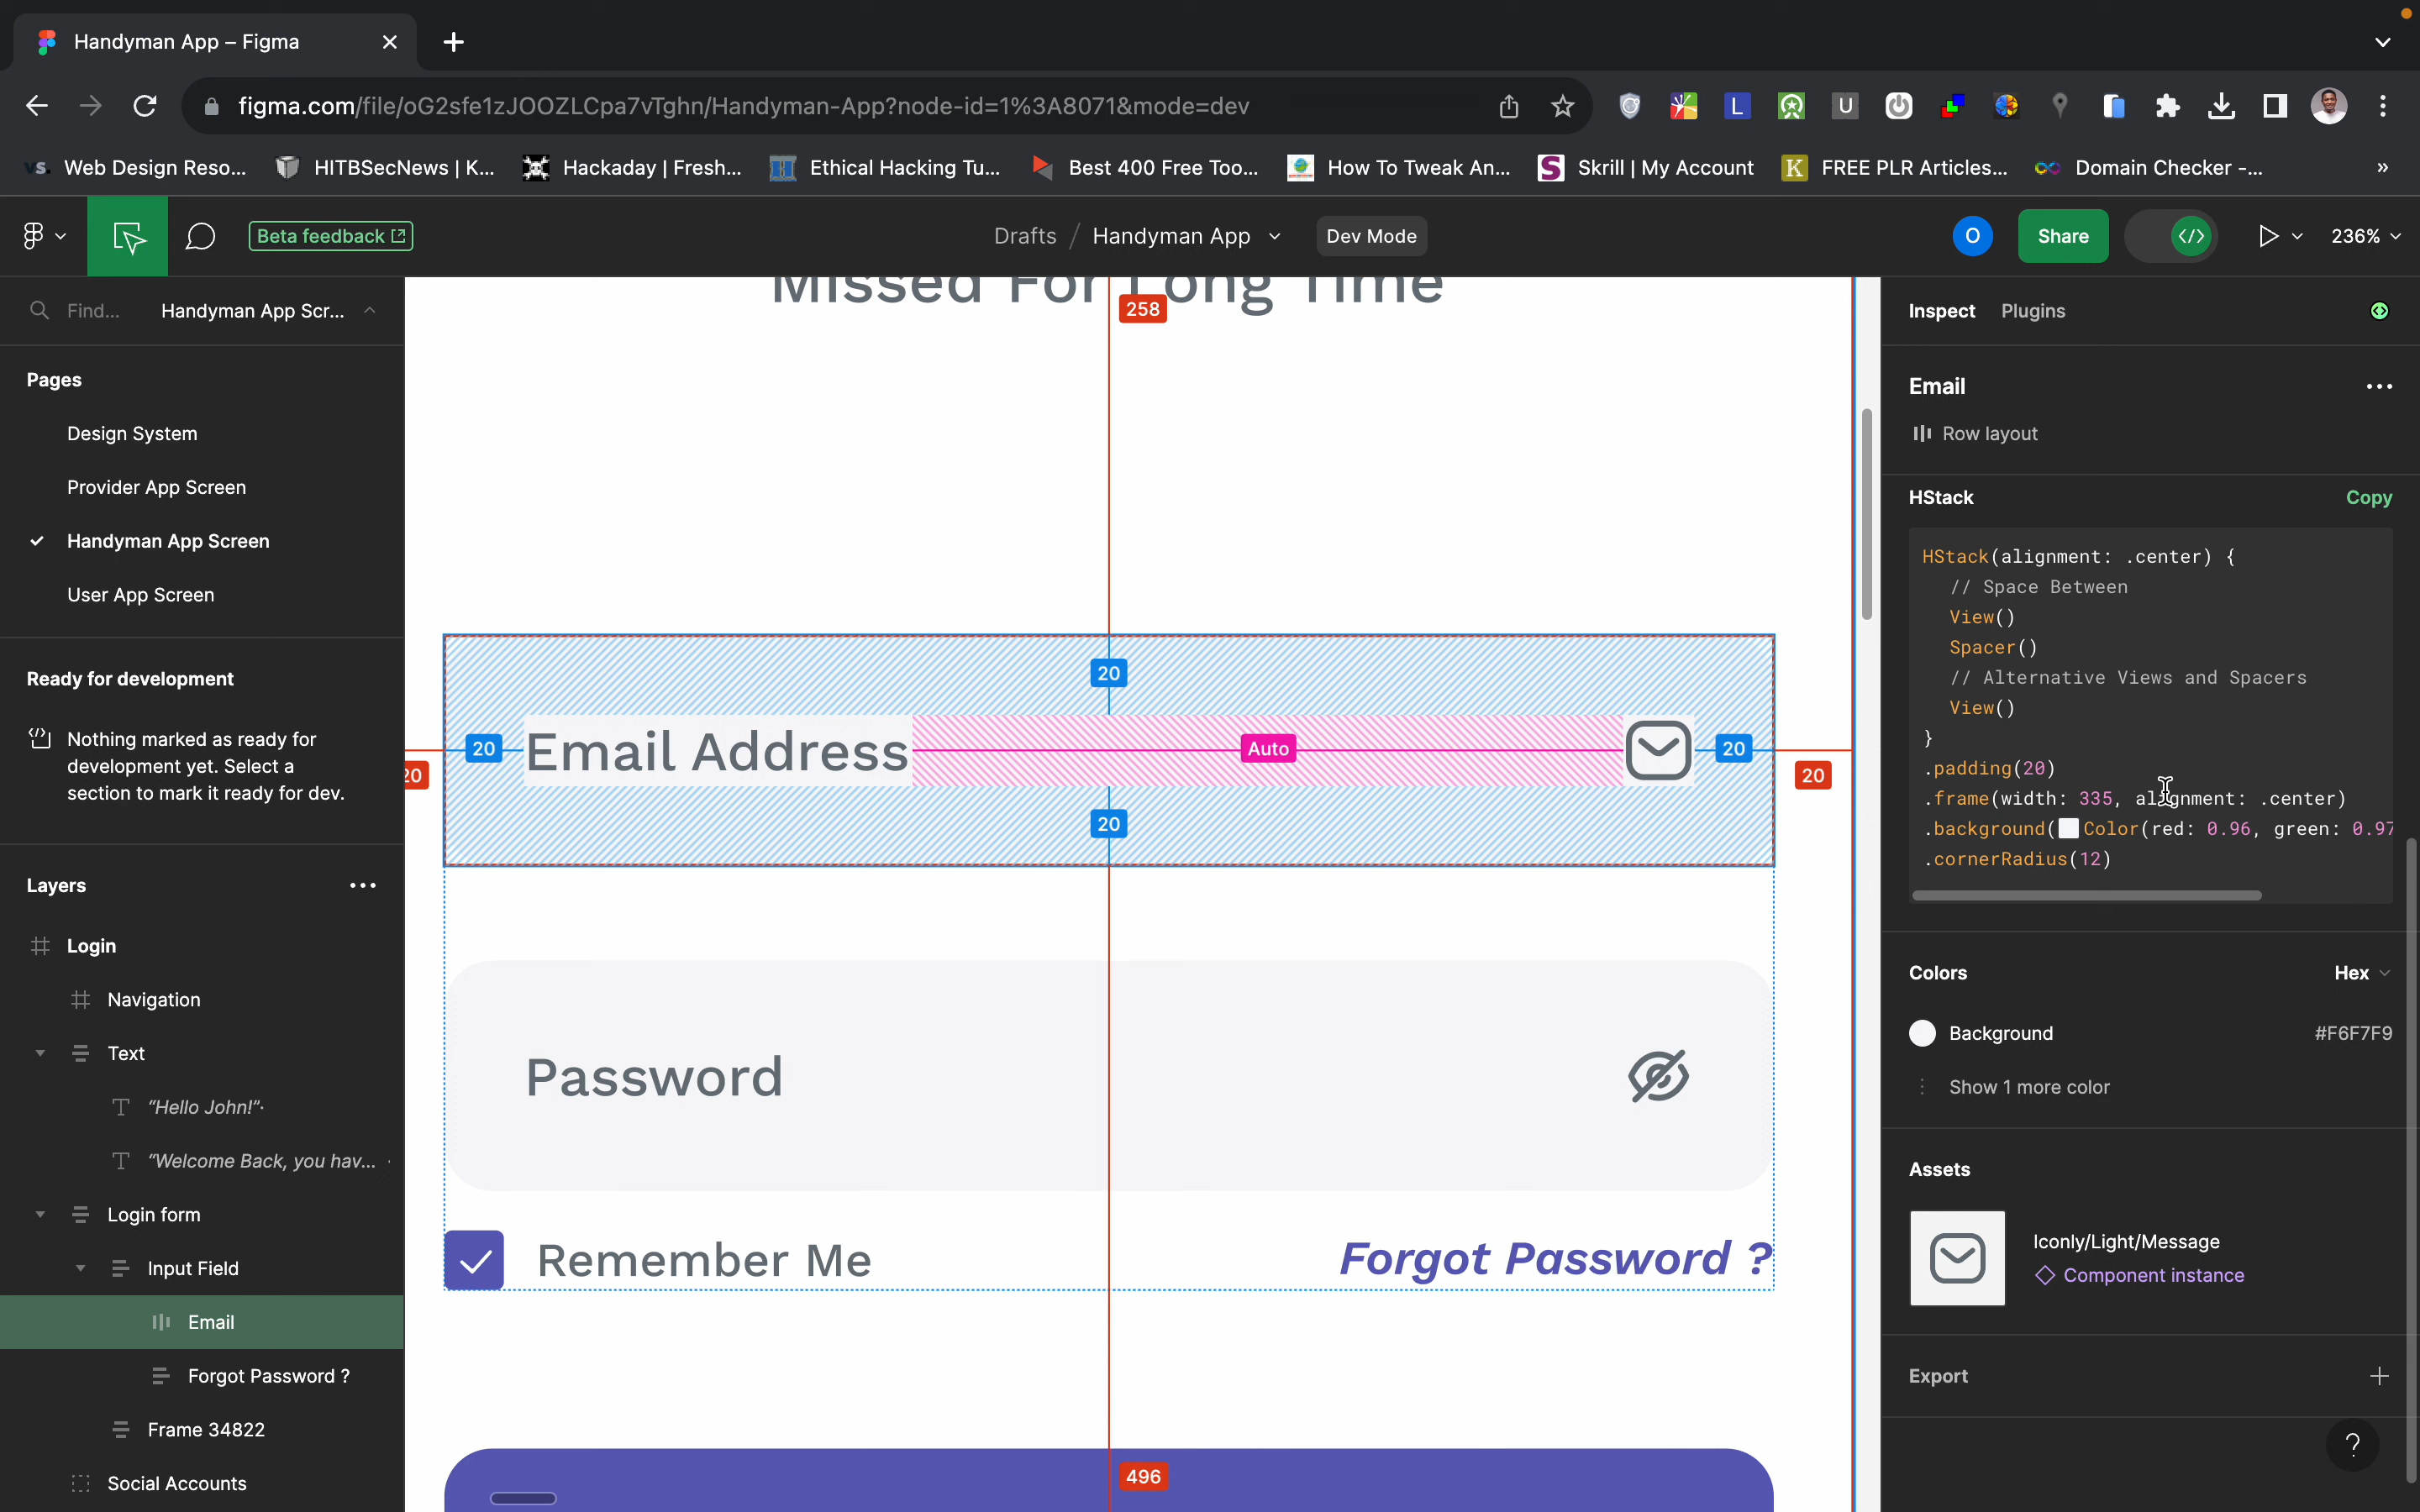 Handyman App – Figma
figma.com/file/oG2sfe1zJOOZLCpa7vTghn/Handyman-App?node-id=1%3A8071&mode=dev
L
U
VS. Web Design Reso...
HITBSecNews | K...
Hackaday | Fresh...
Ethical Hacking Tu...
Best 400 Free Too...
How To Tweak An...
S Skrill | My Account
K FREE PLR Articles...
Domain Checker -...
»
Beta feedback
Drafts / Handyman App
Dev Mode
O
Share
</>
236%
Find...
Handyman App Scr...
Pages
Design System
Provider App Screen
Handyman App Screen
User App Screen
Ready for development
Nothing marked as ready for
development yet. Select a
section to mark it ready for dev.
Layers
Login
Navigation
Text
"Hello John!"·
"Welcome Back, you hav... ·
Login form
Input Field
Email
Forgot Password ?
Frame 34822
Social Accounts
Missed For Long Time
258
20
20
Email Address
Auto
20
20
20
20
Password
Remember Me
Forgot Password ?
496
Inspect
Plugins
Email
Row layout
HStack
Copy
HStack(alignment: .center) {
// Space Between
View()
Spacer()
// Alternative Views and Spacers
View()
}
.padding(20)
.frame(width: 335, alignment: .center)
.background(Color(red: 0.96, green: 0.97
.cornerRadius(12)
Colors
Hex
Background
#F6F7F9
Show 1 more color
Assets
Iconly/Light/Message
Component instance
Export
?